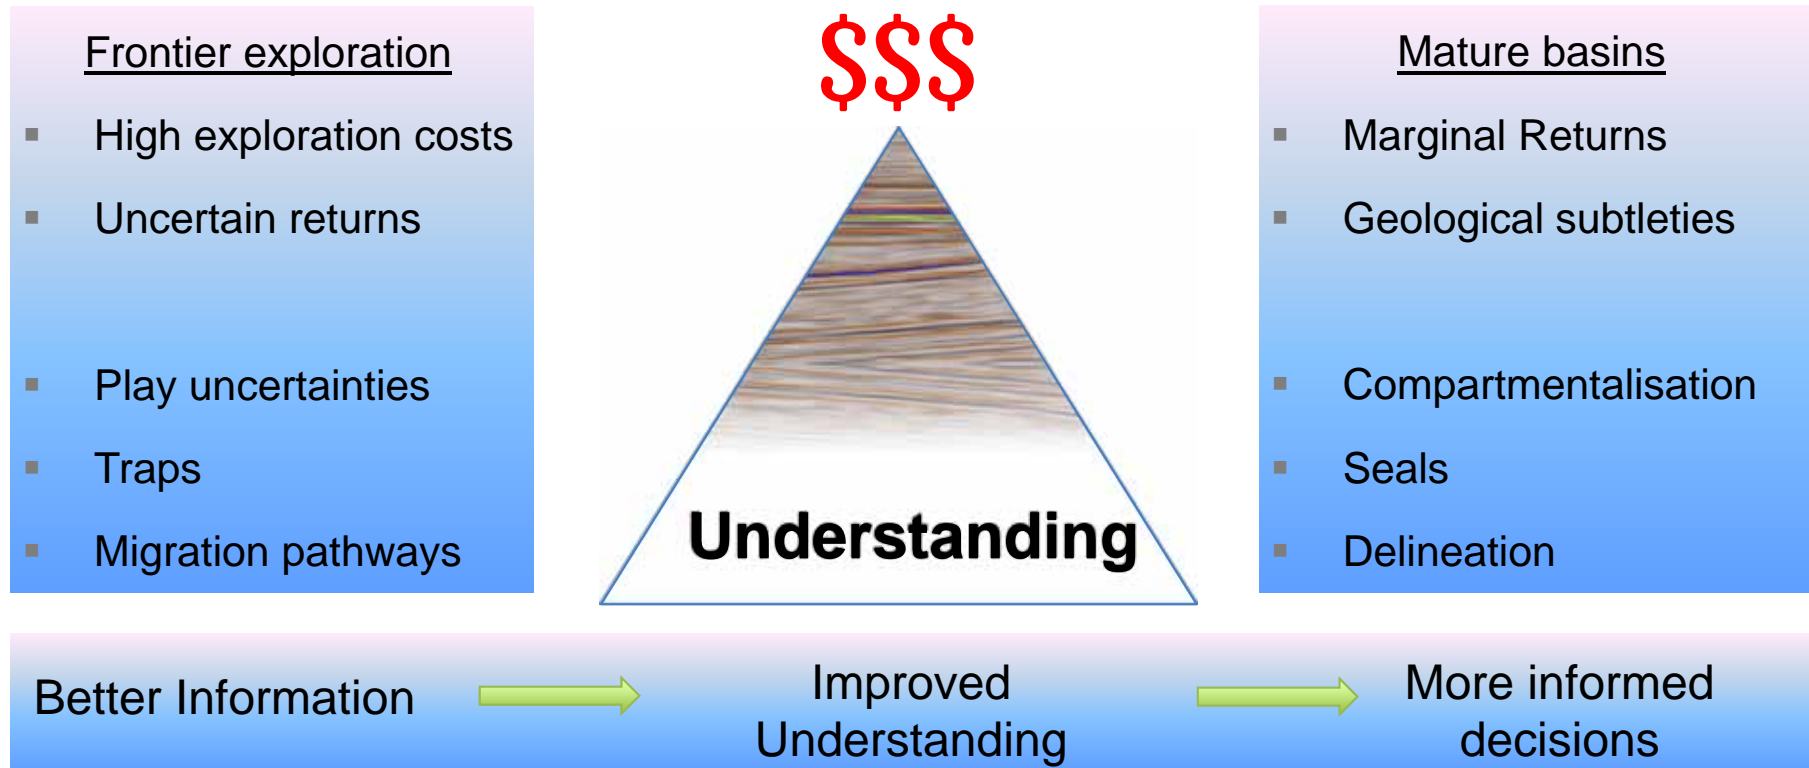 Frontier exploration
▪ High exploration costs
▪ Uncertain returns
▪ Play uncertainties
▪ Traps
▪ Migration pathways
$$$
Understanding
Mature basins
▪ Marginal Returns
▪ Geological subtleties
▪ Compartmentalisation
▪ Seals
▪ Delineation
Better Information
Improved
Understanding
More informed
decisions